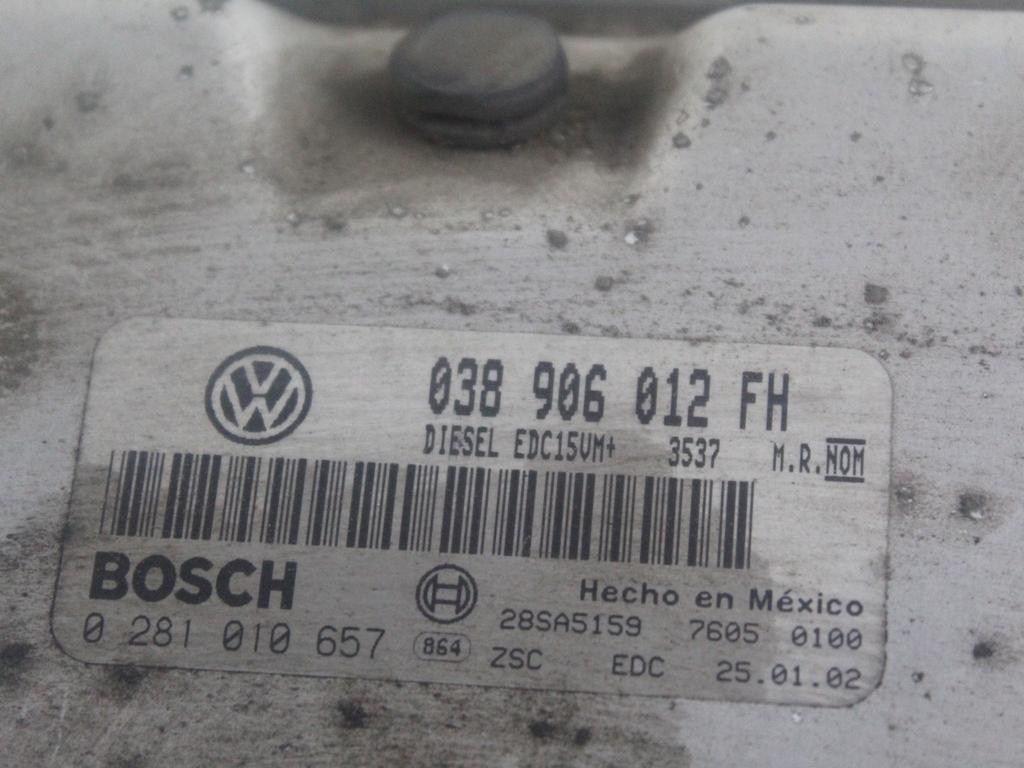 038 906 012 FH
DIESEL EDC15VM+ 3537 M.R. NOM
BOSCH
Hecho en México
0 281 010 657
28SA5159 7605 0100
864 ZSC EDC 25.01.02